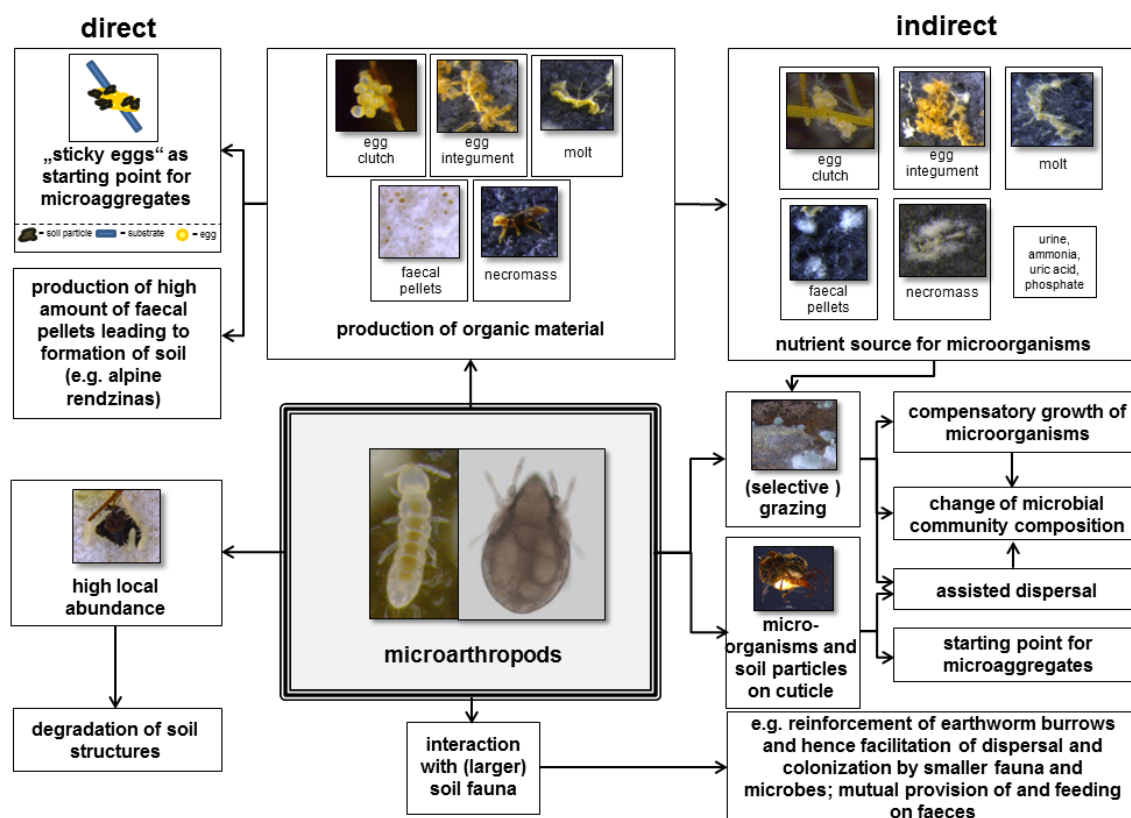 direct
indirect
„sticky eggs“ as
starting point for
microaggregates
= soil particle
= substrate
= egg
production of high
amount of faecal
pellets leading to
formation of soil
(e.g. alpine
rendzinas)
egg
clutch
egg
integument
molt
faecal
pellets
necromass
production of organic material
egg
clutch
egg
integument
molt
faecal
pellets
necromass
urine,
ammonia,
uric acid,
phosphate
nutrient source for microorganisms
high local
abundance
degradation of soil
structures
microarthropods
interaction
with (larger)
soil fauna
(selective )
grazing
micro-
organisms and
soil particles
on cuticle
compensatory growth of
microorganisms
change of microbial
community composition
assisted dispersal
starting point for
microaggregates
e.g. reinforcement of earthworm burrows
and hence facilitation of dispersal and
colonization by smaller fauna and
microbes; mutual provision of and feeding
on faeces